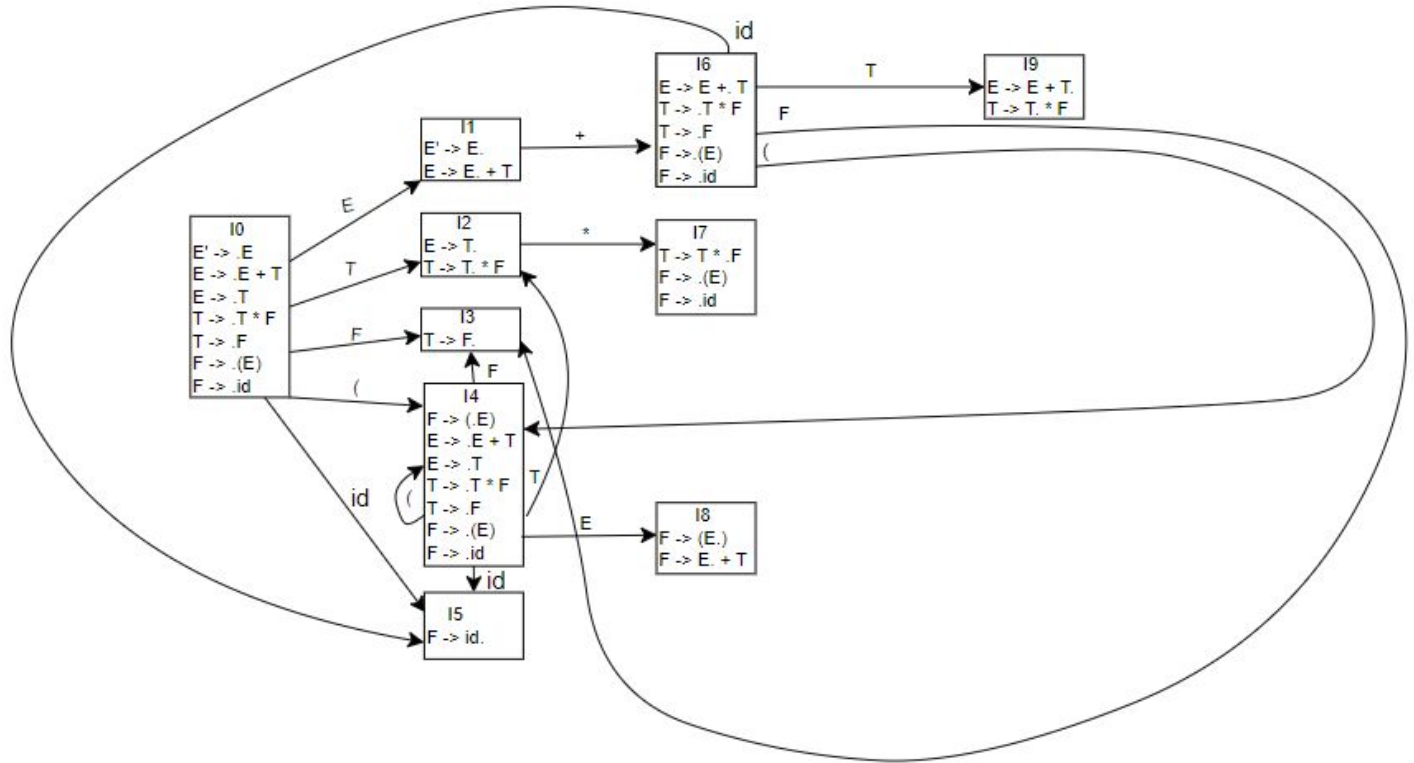 id
I6
E -> E +. T
T -> .T * F
T -> .F
F ->.(E)
F -> .id
T
F
(
I9
E -> E + T.
T -> T. * F
I1
E' -> E.
E -> E. + T
+
E
I0
E' -> .E
E -> .E + T
E -> .T
T -> .T * F
T -> .F
F -> .(E)
F -> .id
T
I2
E -> T.
T -> T. * F
*
I7
T -> T * .F
F -> .(E)
F -> .id
F
I3
T -> F.
F
(
I4
F -> (.E)
E -> .E + T
E -> .T
T -> .T * F
T -> .F
F -> .(E)
F -> .id
(
T
id
E
I8
F -> (E.)
F -> E. + T
id
I5
F -> id.